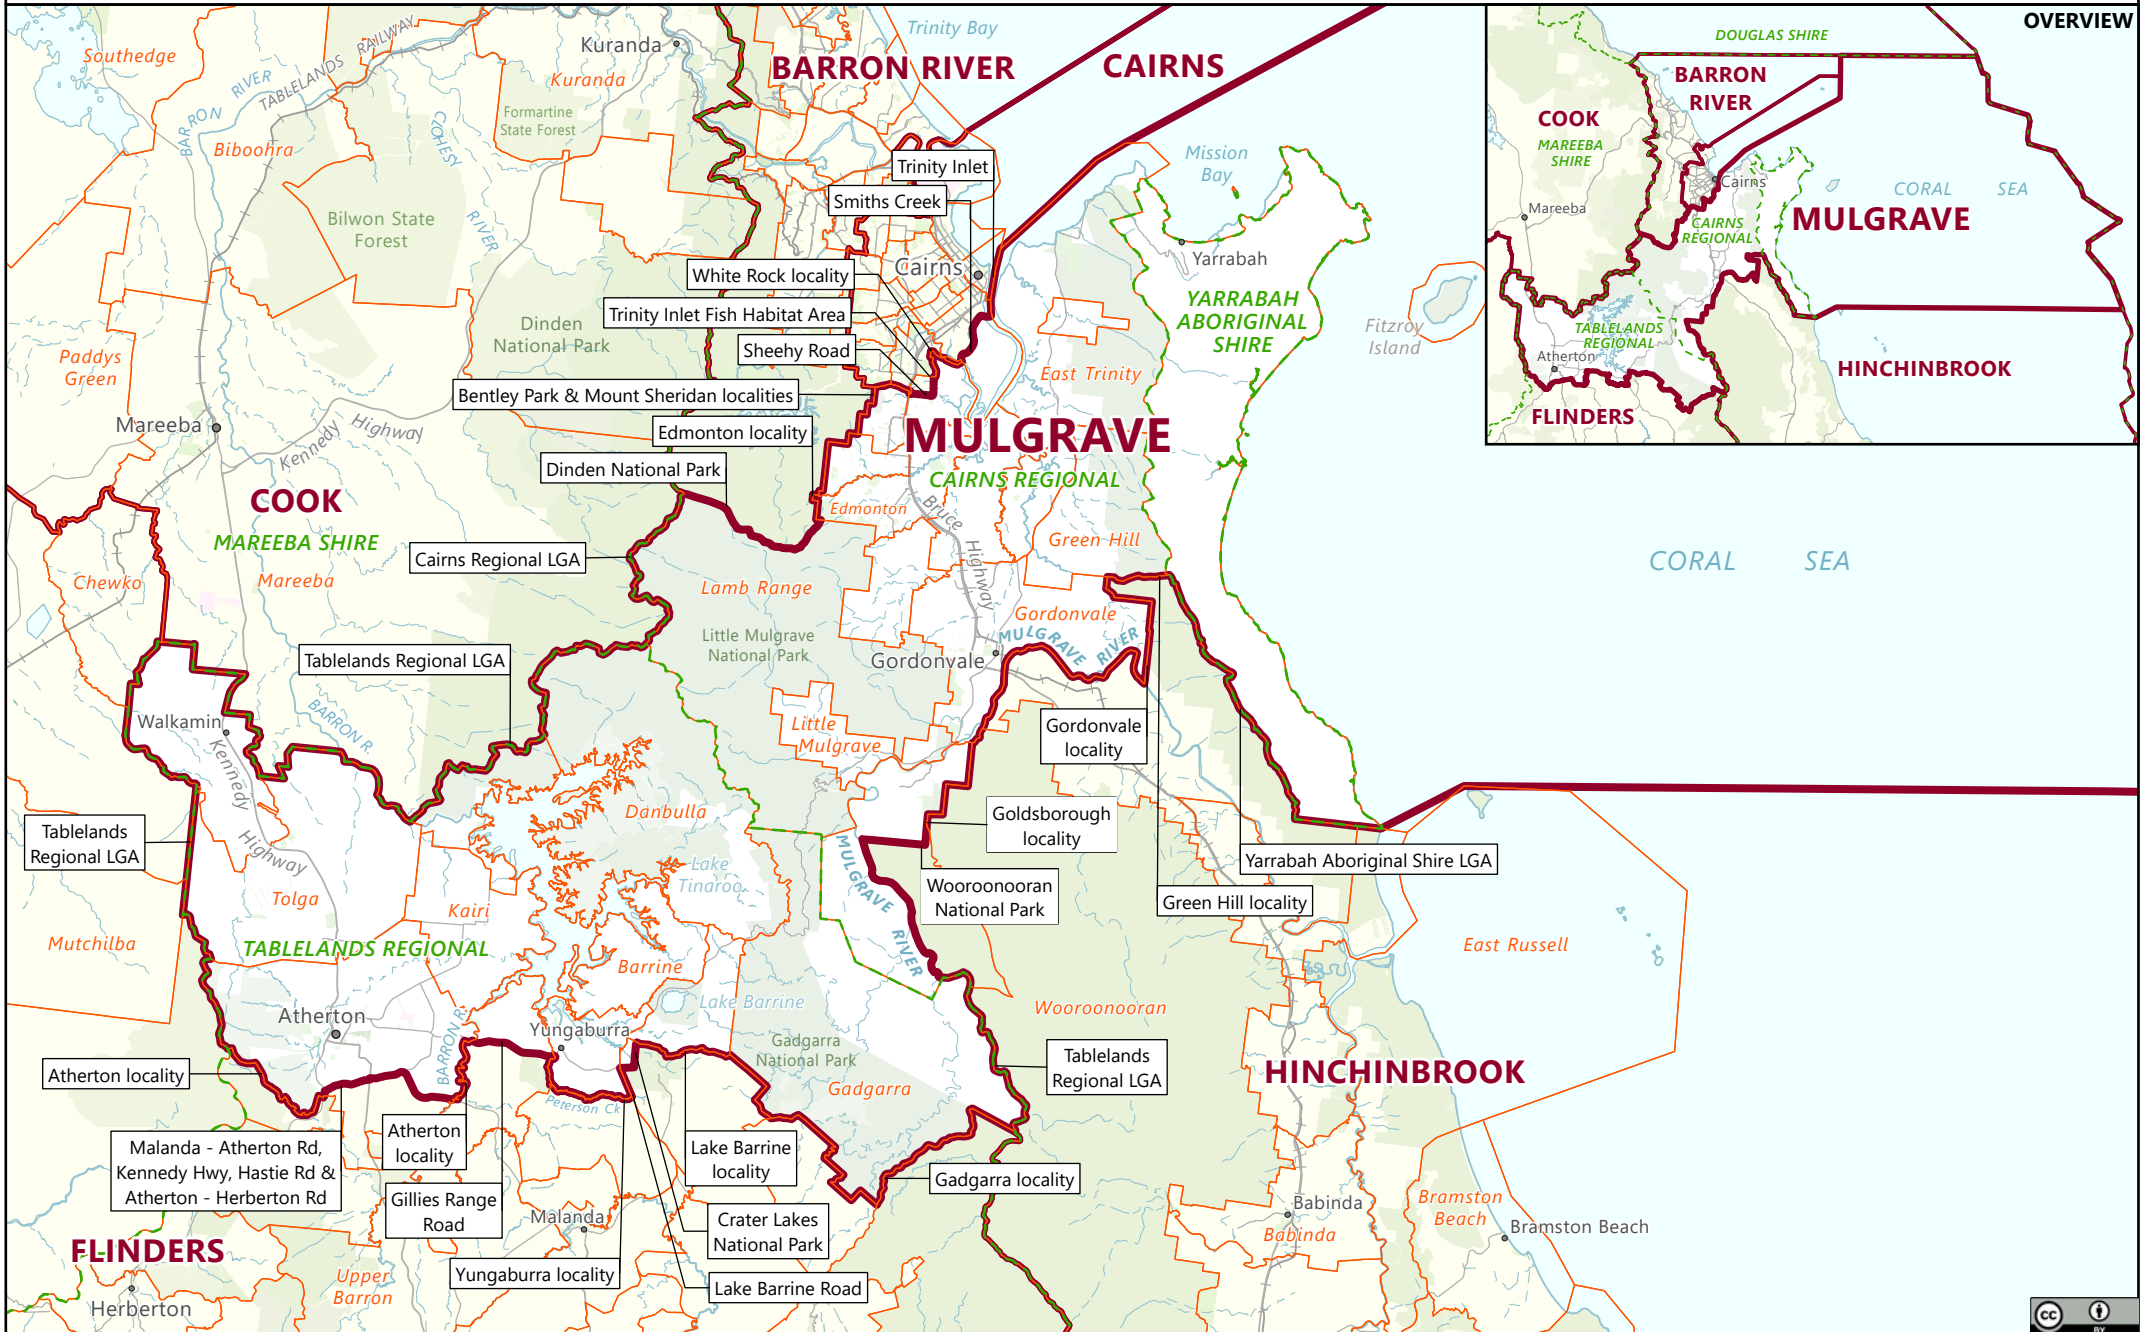 Trinity Bay
Southedge
Kuranda
BARRON RIVER
CAIRNS
TABLELANDS RAILWAY
BARRON RIVER
Kuranda
Formartine
State Forest
CLOHESY
RIVER
Biboohra
Trinity Inlet
Mission
Bay
Smiths Creek
Bilwon State
Forest
Yarrabah
White Rock locality
Cairns
YARRABAH
ABORIGINAL
SHIRE
Trinity Inlet Fish Habitat Area
Dinden
National Park
Fitzroy
Island
Sheehy Road
Paddys
Green
East Trinity
Bentley Park & Mount Sheridan localities
Mareeba
Kennedy Highway
Edmonton locality
MULGRAVE
Dinden National Park
CAIRNS REGIONAL
COOK
Edmonton
Bruce
Highway
MAREEBA SHIRE
Green Hill
Cairns Regional LGA
CORAL SEA
Chewko
Mareeba
Lamb Range
Gordonvale
Little Mulgrave
National Park
MULGRAVE RIVER
Tablelands Regional LGA
Gordonvale
Walkamin
BARRON R.
Little
Mulgrave
Gordonvale
locality
Kennedy
Highway
Danbulla
Goldsborough
locality
Tablelands
Regional LGA
Yarrabah Aboriginal Shire LGA
Lake
Tinaroo
MULGRAVE
RIVER
Wooroonooran
National Park
Green Hill locality
Tolga
Kairi
Mutchilba
TABLELANDS REGIONAL
East Russell
Barrine
Lake Barrine
Wooroonooran
Atherton
BARRON R.
Yungaburra
Gadgarra
National Park
Tablelands
Regional LGA
Atherton locality
HINCHINBROOK
Gadgarra
Peterson Ck
Malanda - Atherton Rd,
Kennedy Hwy, Hastie Rd &
Atherton - Herberton Rd
Atherton
locality
Lake Barrine
locality
Gadgarra locality
Gillies Range
Road
Malanda
Crater Lakes
National Park
Babinda
Babinda
Bramston
Beach
Bramston Beach
FLINDERS
Yungaburra locality
Lake Barrine Road
Upper
Barron
Herberton
OVERVIEW
DOUGLAS SHIRE
BARRON
RIVER
COOK
MAREEBA
SHIRE
Cairns
CORAL SEA
Mareeba
MULGRAVE
CAIRNS
REGIONAL
TABLELANDS
REGIONAL
Atherton
HINCHINBROOK
FLINDERS
cc
BY